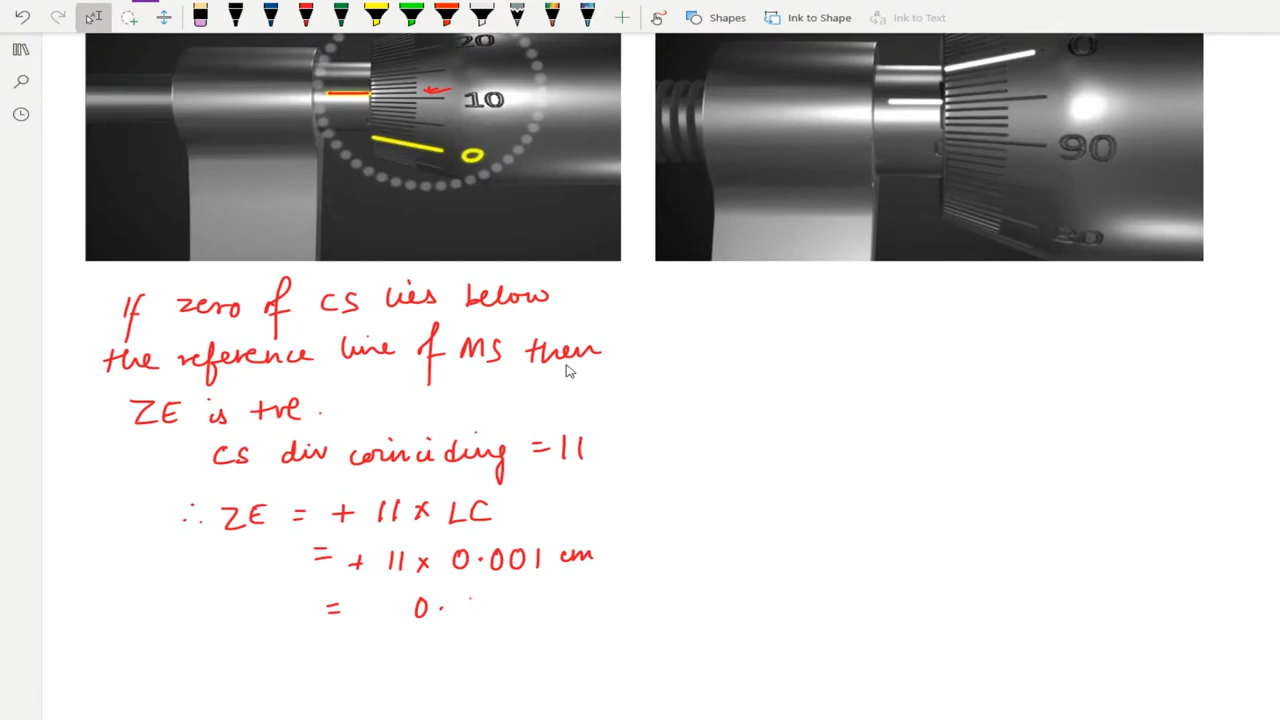 Shapes Ink to Shape Ink to Text
20
10
0
0
90
If zero of CS lies below
the reference line of MS then
ZE is +ve.
CS div coinciding = 11
∴ ZE = + 11 × LC
= + 11 × 0.001 cm
= 0.